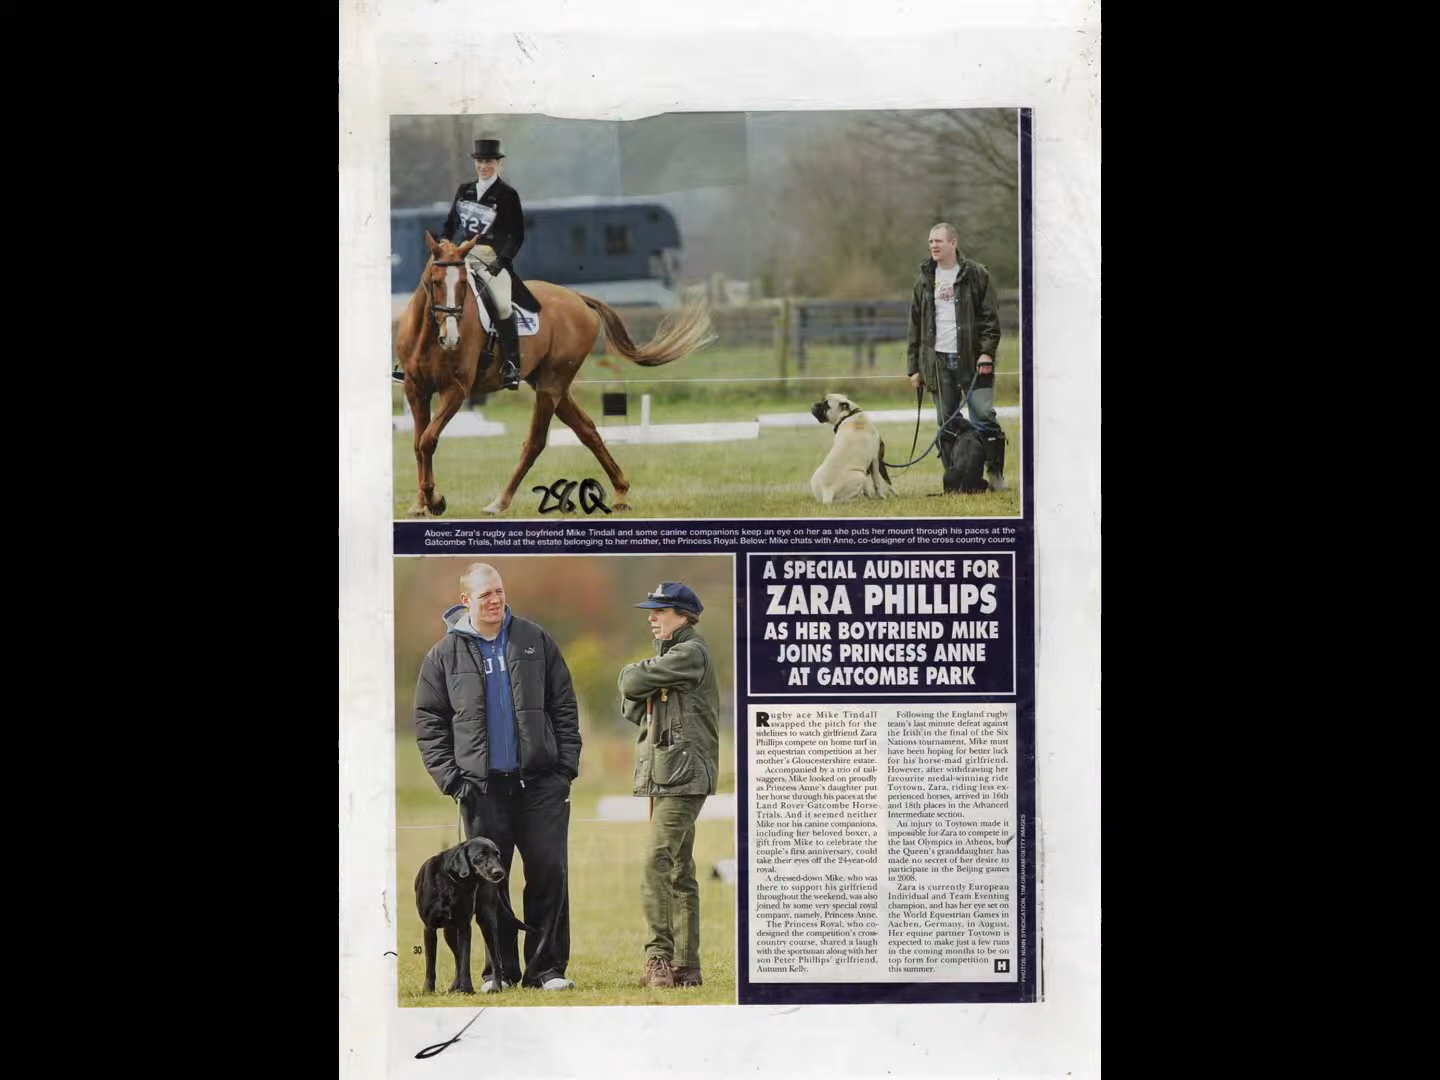 327
28Q
Above: Zara's rugby ace boyfriend Mike Tindall and some canine companions keep an eye on her as she puts her mount through his paces at the
Gatcombe Trials, held at the estate belonging to her mother, the Princess Royal. Below: Mike chats with Anne, co-designer of the cross country course
A SPECIAL AUDIENCE FOR
ZARA PHILLIPS
AS HER BOYFRIEND MIKE
JOINS PRINCESS ANNE
AT GATCOMBE PARK
Rugby ace Mike Tindall
swapped the pitch for the
sidelines to watch girlfriend Zara
Phillips compete on home turf in
an equestrian competition at her
mother's Gloucestershire estate.
Accompanied by a trio of tail-
waggers, Mike looked on proudly
as Princess Anne's daughter put
her horse through his paces at the
Land Rover Gatcombe Horse
Trials. And it seemed neither
Mike nor his canine companions,
including her beloved boxer, a
gift from Mike to celebrate the
couple's first anniversary, could
take their eyes off the 24-year-old
royal.
A dressed-down Mike, who was
there to support his girlfriend
throughout the weekend, was also
joined by some very special royal
company, namely, Princess Anne.
The Princess Royal, who co-
designed the competition's cross-
country course, shared a laugh
with the sportsman along with her
son Peter Phillips' girlfriend,
Autumn Kelly.
Following the England rugby
team's last minute defeat against
the Irish in the final of the Six
Nations tournament, Mike must
have been hoping for better luck
for his horse-mad girlfriend.
However, after withdrawing her
favourite medal-winning ride
Toytown, Zara, riding less ex-
perienced horses, arrived in 16th
and 18th places in the Advanced
Intermediate section.
An injury to Toytown made it
impossible for Zara to compete in
the last Olympics in Athens, but
the Queen's granddaughter has
made no secret of her desire to
participate in the Beijing games
in 2008.
Zara is currently European
Individual and Team Eventing
champion, and has her eye set on
the World Equestrian Games in
Aachen, Germany, in August.
Her equine partner Toytown is
expected to make just a few runs
in the coming months to be on
top form for competition
this summer. H
PHOTOS: NUNN SYNDICATION, TIM GRAHAM/GETTY IMAGES
30